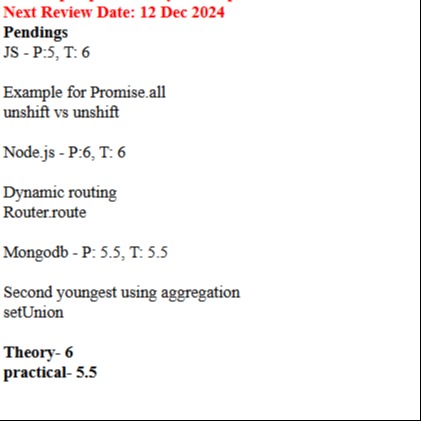 Next Review Date: 12 Dec 2024
Pendings
JS - P:5, T: 6
Example for Promise.all
unshift vs unshift
Node.js - P:6, T: 6
Dynamic routing
Router.route
Mongodb - P: 5.5, T: 5.5
Second youngest using aggregation
setUnion
Theory- 6
practical- 5.5